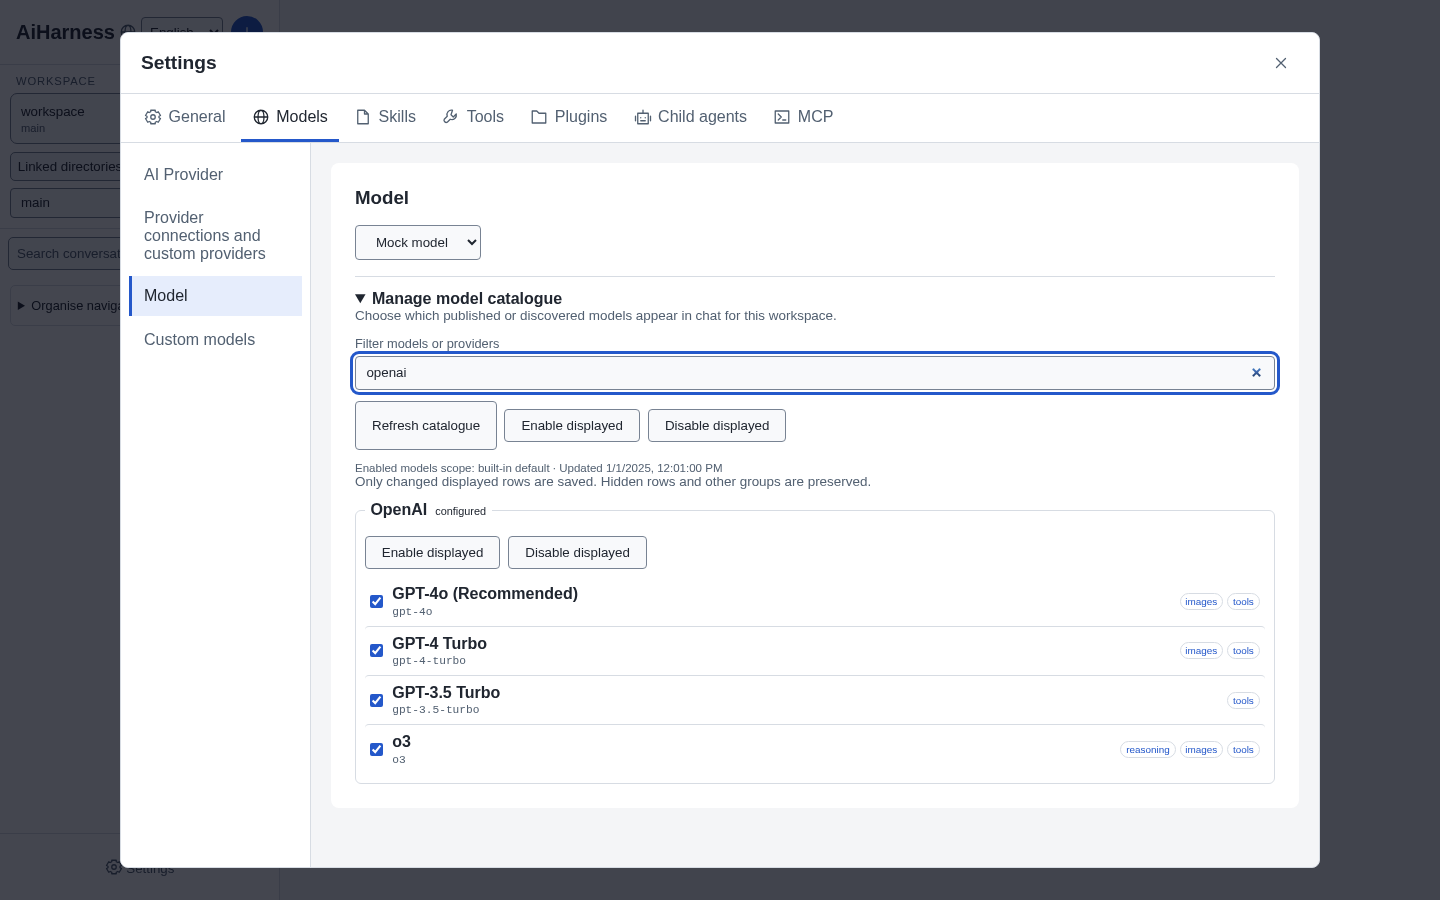 AiHarness
English
WORKSPACE
workspace
main
Linked directories
main
Search conversat
Organise naviga
Settings
Settings
General
Models
Skills
Tools
Plugins
Child agents
MCP
AI Provider
Provider
connections and
custom providers
Model
Custom models
Model
Mock model
Manage model catalogue
Choose which published or discovered models appear in chat for this workspace.
Filter models or providers
openai
Refresh catalogue
Enable displayed
Disable displayed
Enabled models scope: built-in default · Updated 1/1/2025, 12:01:00 PM
Only changed displayed rows are saved. Hidden rows and other groups are preserved.
OpenAI configured
Enable displayed
Disable displayed
GPT-4o (Recommended)
gpt-4o
images
tools
GPT-4 Turbo
gpt-4-turbo
images
tools
GPT-3.5 Turbo
gpt-3.5-turbo
tools
o3
o3
reasoning
images
tools